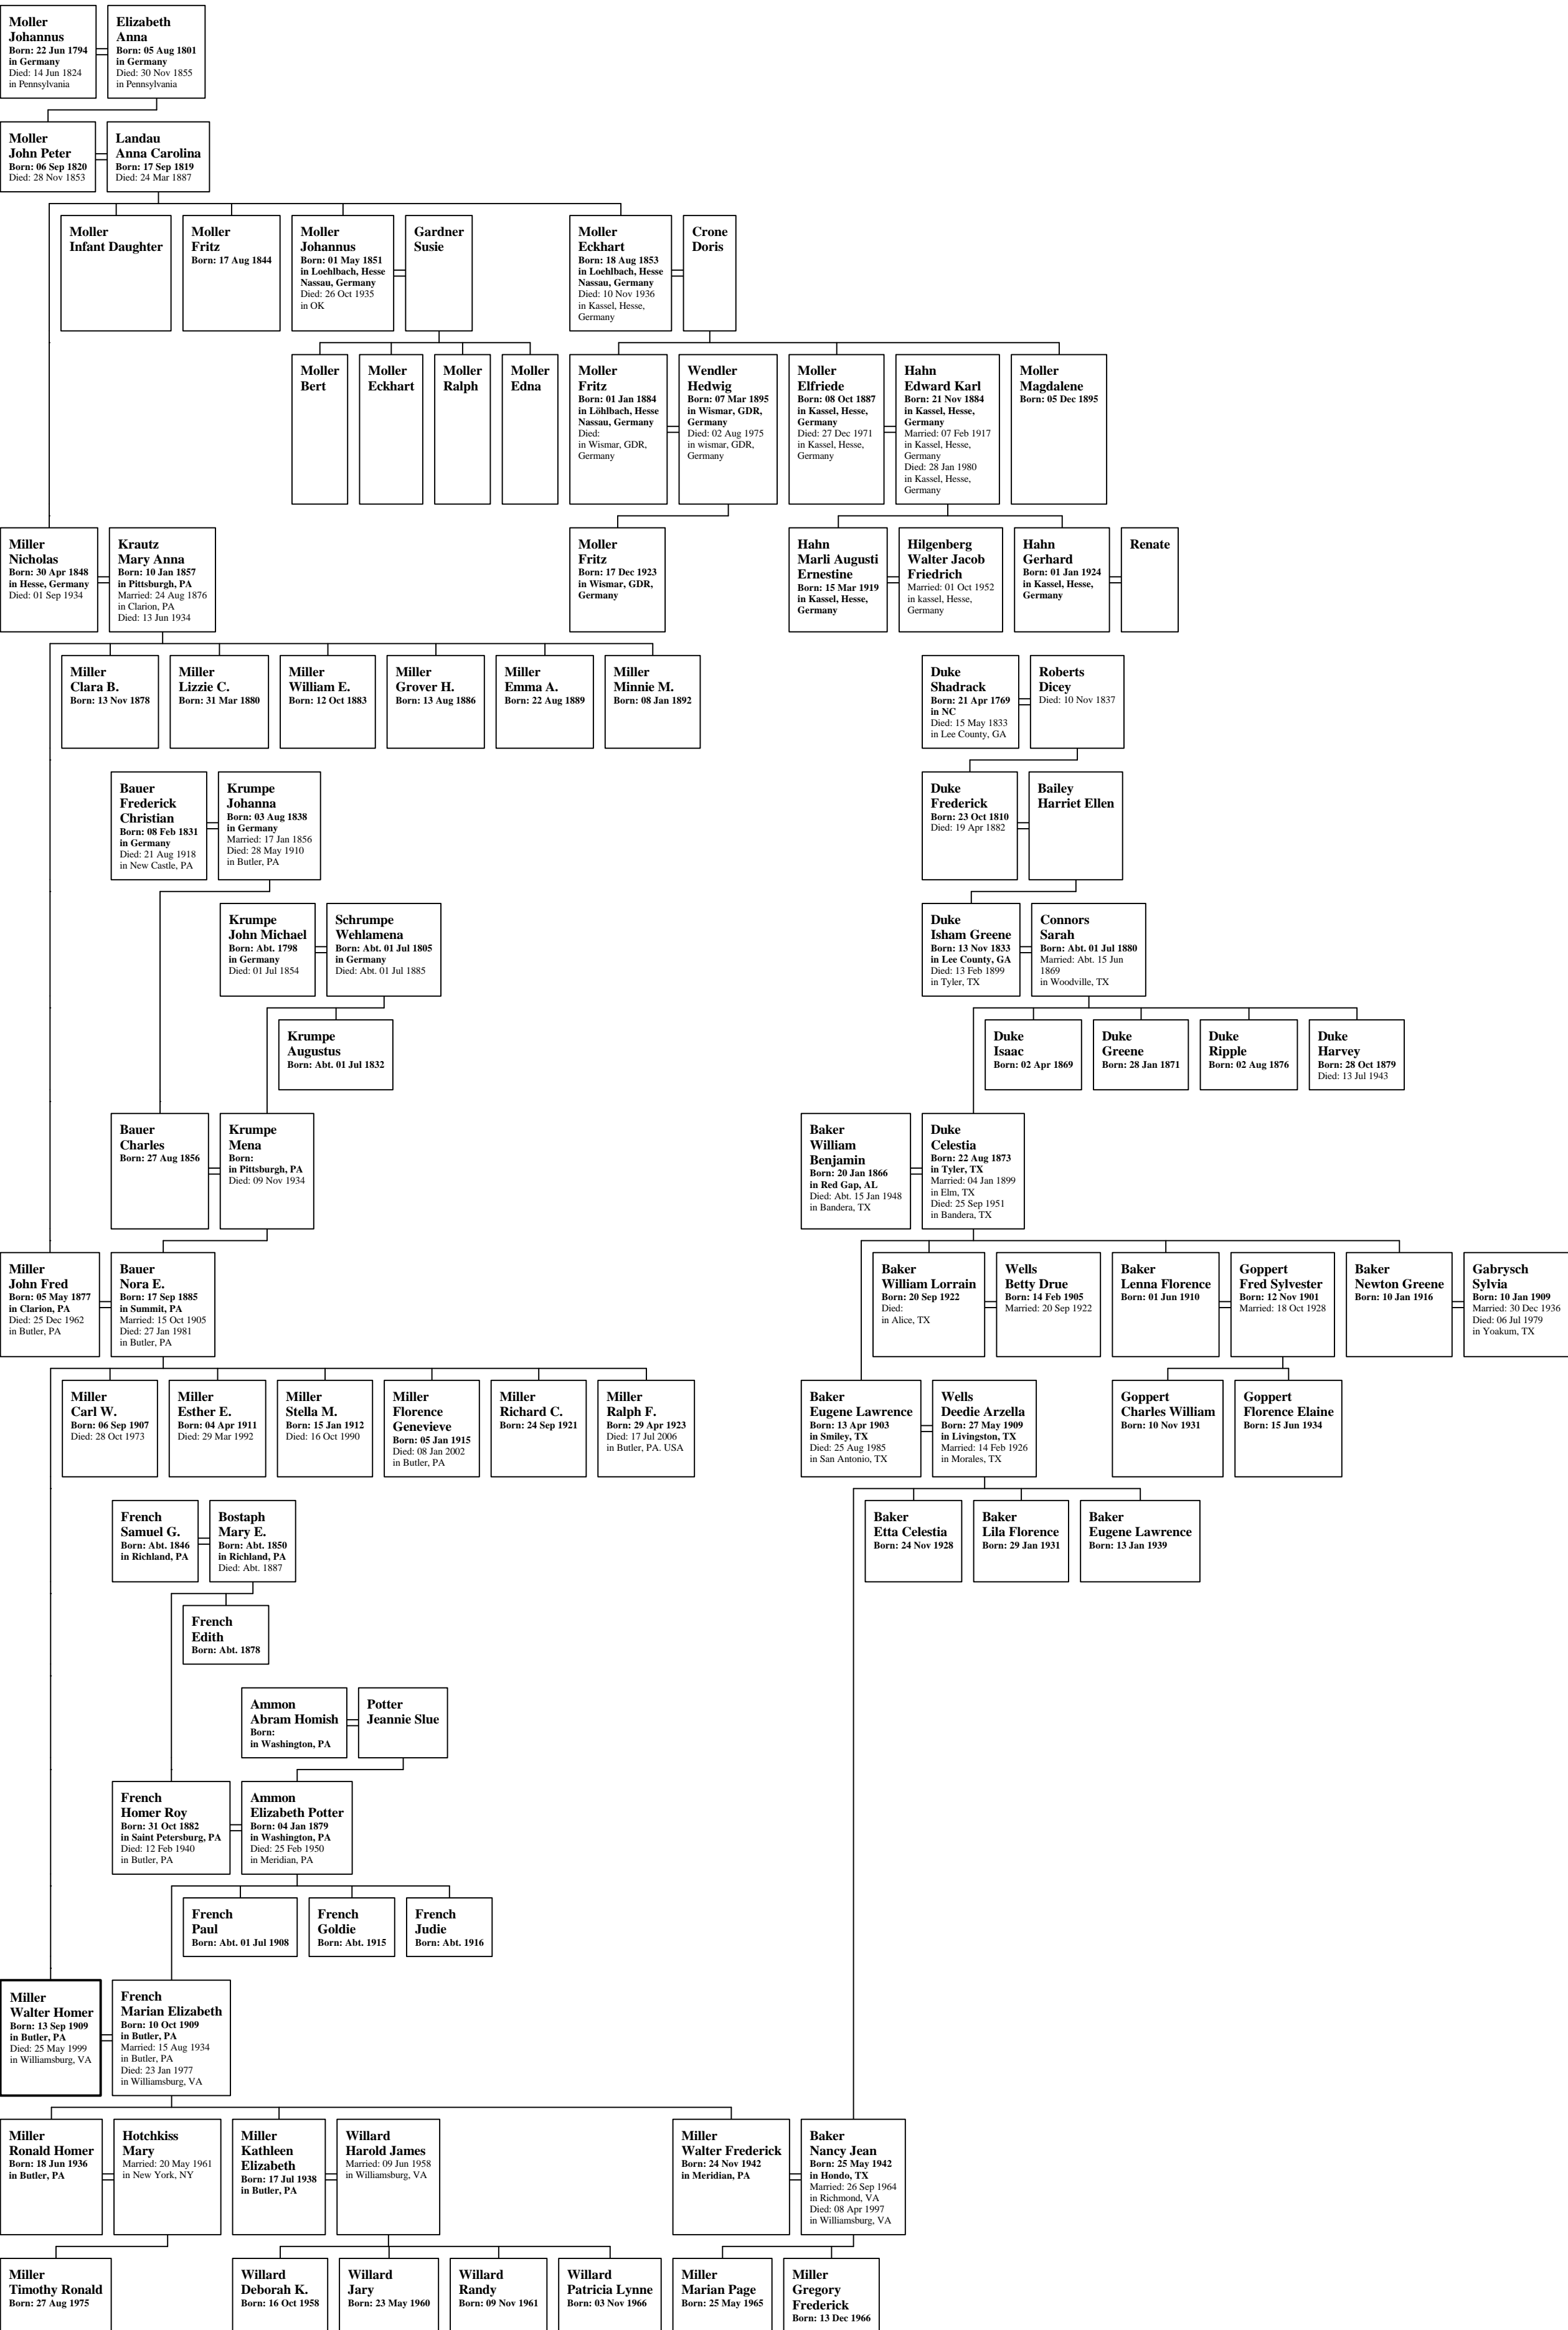 Moller
Johannus
Born: 22 Jun 1794
in Germany
Died: 14 Jun 1824
in Pennsylvania
Elizabeth
Anna
Born: 05 Aug 1801
in Germany
Died: 30 Nov 1855
in Pennsylvania
Moller
John Peter
Born: 06 Sep 1820
Died: 28 Nov 1853
Landau
Anna Carolina
Born: 17 Sep 1819
Died: 24 Mar 1887
Moller
Infant Daughter
Moller
Fritz
Born: 17 Aug 1844
Moller
Johannus
Born: 01 May 1851
in Loehlbach, Hesse
Nassau, Germany
Died: 26 Oct 1935
in OK
Gardner
Susie
Moller
Eckhart
Born: 18 Aug 1853
in Loehlbach, Hesse
Nassau, Germany
Died: 10 Nov 1936
in Kassel, Hesse,
Germany
Crone
Doris
Moller
Bert
Moller
Eckhart
Moller
Ralph
Moller
Edna
Moller
Fritz
Born: 01 Jan 1884
in Löhlbach, Hesse
Nassau, Germany
Died:
in Wismar, GDR,
Germany
Wendler
Hedwig
Born: 07 Mar 1895
in Wismar, GDR,
Germany
Died: 02 Aug 1975
in wismar, GDR,
Germany
Moller
Elfriede
Born: 08 Oct 1887
in Kassel, Hesse,
Germany
Died: 27 Dec 1971
in Kassel, Hesse,
Germany
Hahn
Edward Karl
Born: 21 Nov 1884
in Kassel, Hesse,
Germany
Married: 07 Feb 1917
in Kassel, Hesse,
Germany
Died: 28 Jan 1980
in Kassel, Hesse,
Germany
Moller
Magdalene
Born: 05 Dec 1895
Miller
Nicholas
Born: 30 Apr 1848
in Hesse, Germany
Died: 01 Sep 1934
Krautz
Mary Anna
Born: 10 Jan 1857
in Pittsburgh, PA
Married: 24 Aug 1876
in Clarion, PA
Died: 13 Jun 1934
Moller
Fritz
Born: 17 Dec 1923
in Wismar, GDR,
Germany
Hahn
Marli Augusti
Ernestine
Born: 15 Mar 1919
in Kassel, Hesse,
Germany
Hilgenberg
Walter Jacob
Friedrich
Married: 01 Oct 1952
in kassel, Hesse,
Germany
Hahn
Gerhard
Born: 01 Jan 1924
in Kassel, Hesse,
Germany
Renate
Miller
Clara B.
Born: 13 Nov 1878
Miller
Lizzie C.
Born: 31 Mar 1880
Miller
William E.
Born: 12 Oct 1883
Miller
Grover H.
Born: 13 Aug 1886
Miller
Emma A.
Born: 22 Aug 1889
Miller
Minnie M.
Born: 08 Jan 1892
Duke
Shadrack
Born: 21 Apr 1769
in NC
Died: 15 May 1833
in Lee County, GA
Roberts
Dicey
Died: 10 Nov 1837
Bauer
Frederick
Christian
Born: 08 Feb 1831
in Germany
Died: 21 Aug 1918
in New Castle, PA
Krumpe
Johanna
Born: 03 Aug 1838
in Germany
Married: 17 Jan 1856
Died: 28 May 1910
in Butler, PA
Duke
Frederick
Born: 23 Oct 1810
Died: 19 Apr 1882
Bailey
Harriet Ellen
Krumpe
John Michael
Born: Abt. 1798
in Germany
Died: 01 Jul 1854
Schrumpe
Wehlamena
Born: Abt. 01 Jul 1805
in Germany
Died: Abt. 01 Jul 1885
Duke
Isham Greene
Born: 13 Nov 1833
in Lee County, GA
Died: 13 Feb 1899
in Tyler, TX
Connors
Sarah
Born: Abt. 01 Jul 1880
Married: Abt. 15 Jun
1869
in Woodville, TX
Krumpe
Augustus
Born: Abt. 01 Jul 1832
Duke
Isaac
Born: 02 Apr 1869
Duke
Greene
Born: 28 Jan 1871
Duke
Ripple
Born: 02 Aug 1876
Duke
Harvey
Born: 28 Oct 1879
Died: 13 Jul 1943
Bauer
Charles
Born: 27 Aug 1856
Krumpe
Mena
Born:
in Pittsburgh, PA
Died: 09 Nov 1934
Baker
William
Benjamin
Born: 20 Jan 1866
in Red Gap, AL
Died: Abt. 15 Jan 1948
in Bandera, TX
Duke
Celestia
Born: 22 Aug 1873
in Tyler, TX
Married: 04 Jan 1899
in Elm, TX
Died: 25 Sep 1951
in Bandera, TX
Miller
John Fred
Born: 05 May 1877
in Clarion, PA
Died: 25 Dec 1962
in Butler, PA
Bauer
Nora E.
Born: 17 Sep 1885
in Summit, PA
Married: 15 Oct 1905
Died: 27 Jan 1981
in Butler, PA
Baker
William Lorrain
Born: 20 Sep 1922
Died:
in Alice, TX
Wells
Betty Drue
Born: 14 Feb 1905
Married: 20 Sep 1922
Baker
Lenna Florence
Born: 01 Jun 1910
Goppert
Fred Sylvester
Born: 12 Nov 1901
Married: 18 Oct 1928
Baker
Newton Greene
Born: 10 Jan 1916
Gabrysch
Sylvia
Born: 10 Jan 1909
Married: 30 Dec 1936
Died: 06 Jul 1979
in Yoakum, TX
Miller
Carl W.
Born: 06 Sep 1907
Died: 28 Oct 1973
Miller
Esther E.
Born: 04 Apr 1911
Died: 29 Mar 1992
Miller
Stella M.
Born: 15 Jan 1912
Died: 16 Oct 1990
Miller
Florence
Genevieve
Born: 05 Jan 1915
Died: 08 Jan 2002
in Butler, PA
Miller
Richard C.
Born: 24 Sep 1921
Miller
Ralph F.
Born: 29 Apr 1923
Died: 17 Jul 2006
in Butler, PA. USA
Baker
Eugene Lawrence
Born: 13 Apr 1903
in Smiley, TX
Died: 25 Aug 1985
in San Antonio, TX
Wells
Deedie Arzella
Born: 27 May 1909
in Livingston, TX
Married: 14 Feb 1926
in Morales, TX
Goppert
Charles William
Born: 10 Nov 1931
Goppert
Florence Elaine
Born: 15 Jun 1934
French
Samuel G.
Born: Abt. 1846
in Richland, PA
Bostaph
Mary E.
Born: Abt. 1850
in Richland, PA
Died: Abt. 1887
Baker
Etta Celestia
Born: 24 Nov 1928
Baker
Lila Florence
Born: 29 Jan 1931
Baker
Eugene Lawrence
Born: 13 Jan 1939
French
Edith
Born: Abt. 1878
Ammon
Abram Homish
Born:
in Washington, PA
Potter
Jeannie Slue
French
Homer Roy
Born: 31 Oct 1882
in Saint Petersburg, PA
Died: 12 Feb 1940
in Butler, PA
Ammon
Elizabeth Potter
Born: 04 Jan 1879
in Washington, PA
Died: 25 Feb 1950
in Meridian, PA
French
Paul
Born: Abt. 01 Jul 1908
French
Goldie
Born: Abt. 1915
French
Judie
Born: Abt. 1916
Miller
Walter Homer
Born: 13 Sep 1909
in Butler, PA
Died: 25 May 1999
in Williamsburg, VA
French
Marian Elizabeth
Born: 10 Oct 1909
in Butler, PA
Married: 15 Aug 1934
in Butler, PA
Died: 23 Jan 1977
in Williamsburg, VA
Miller
Ronald Homer
Born: 18 Jun 1936
in Butler, PA
Hotchkiss
Mary
Married: 20 May 1961
in New York, NY
Miller
Kathleen
Elizabeth
Born: 17 Jul 1938
in Butler, PA
Willard
Harold James
Married: 09 Jun 1958
in Williamsburg, VA
Miller
Walter Frederick
Born: 24 Nov 1942
in Meridian, PA
Baker
Nancy Jean
Born: 25 May 1942
in Hondo, TX
Married: 26 Sep 1964
in Richmond, VA
Died: 08 Apr 1997
in Williamsburg, VA
Miller
Timothy Ronald
Born: 27 Aug 1975
Willard
Deborah K.
Born: 16 Oct 1958
Willard
Jary
Born: 23 May 1960
Willard
Randy
Born: 09 Nov 1961
Willard
Patricia Lynne
Born: 03 Nov 1966
Miller
Marian Page
Born: 25 May 1965
Miller
Gregory
Frederick
Born: 13 Dec 1966